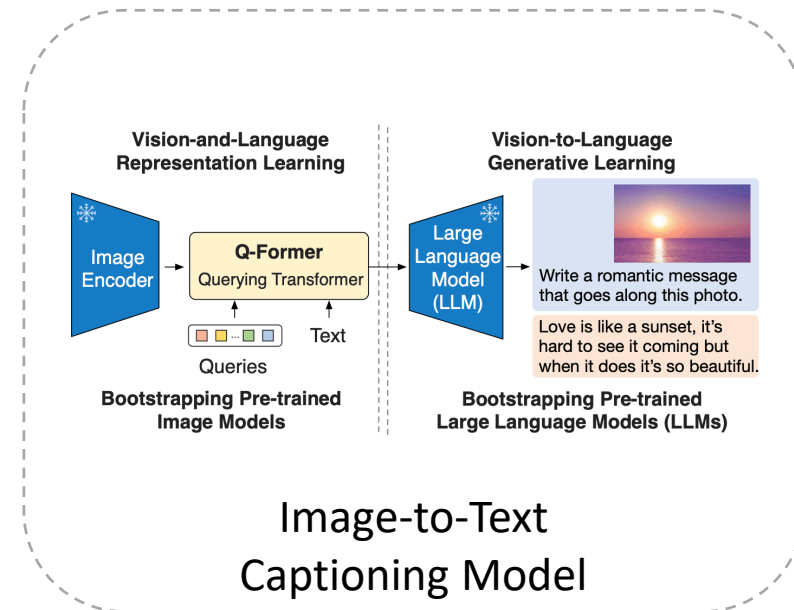 Vision-and-Language
Representation Learning
Vision-to-Language
Generative Learning
Image
Encoder
Q-Former
Querying Transformer
...
Queries
Text
Large
Language
Model
(LLM)
Write a romantic message
that goes along this photo.
Love is like a sunset, it's
hard to see it coming but
when it does it's so beautiful.
Bootstrapping Pre-trained
Image Models
Bootstrapping Pre-trained
Large Language Models (LLMs)
Image-to-Text
Captioning Model